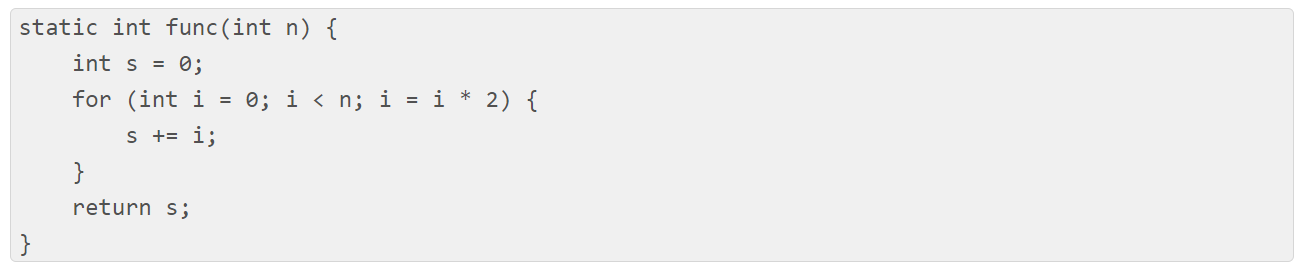 static int func(int n) {
    int s = 0;
    for (int i = 0; i < n; i = i * 2) {
        s += i;
    }
    return s;
}